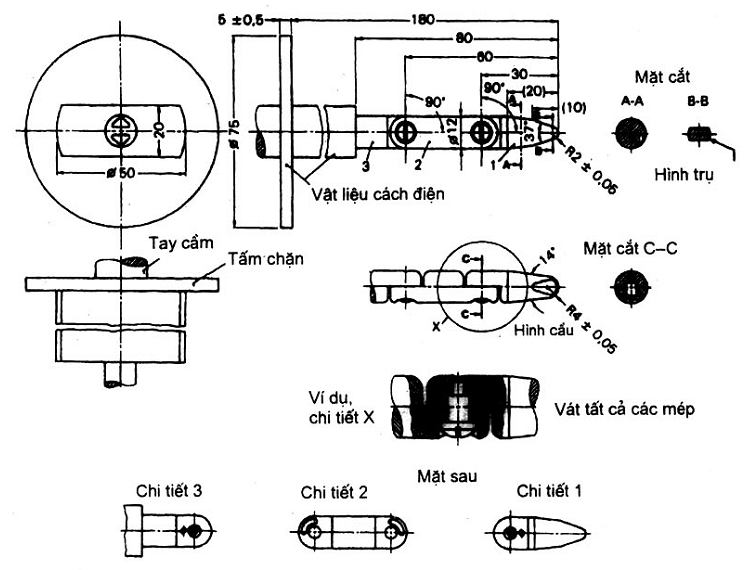 5 ±0,5
180
80
60
30
(20)
(10)
90°
90°
A
B
Mặt cắt
A-A
B-B
ø 75
20
ø 50
ø 12
37
3
2
1
A
B
R2 ± 0,05
Hình trụ
Vật liệu cách điện
Tay cầm
Tấm chặn
C
14°
Mặt cắt C–C
X
C
Hình cầu
R4 ± 0,05
Ví dụ,
chi tiết X
Vát tất cả các mép
Mặt sau
Chi tiết 3
Chi tiết 2
Chi tiết 1